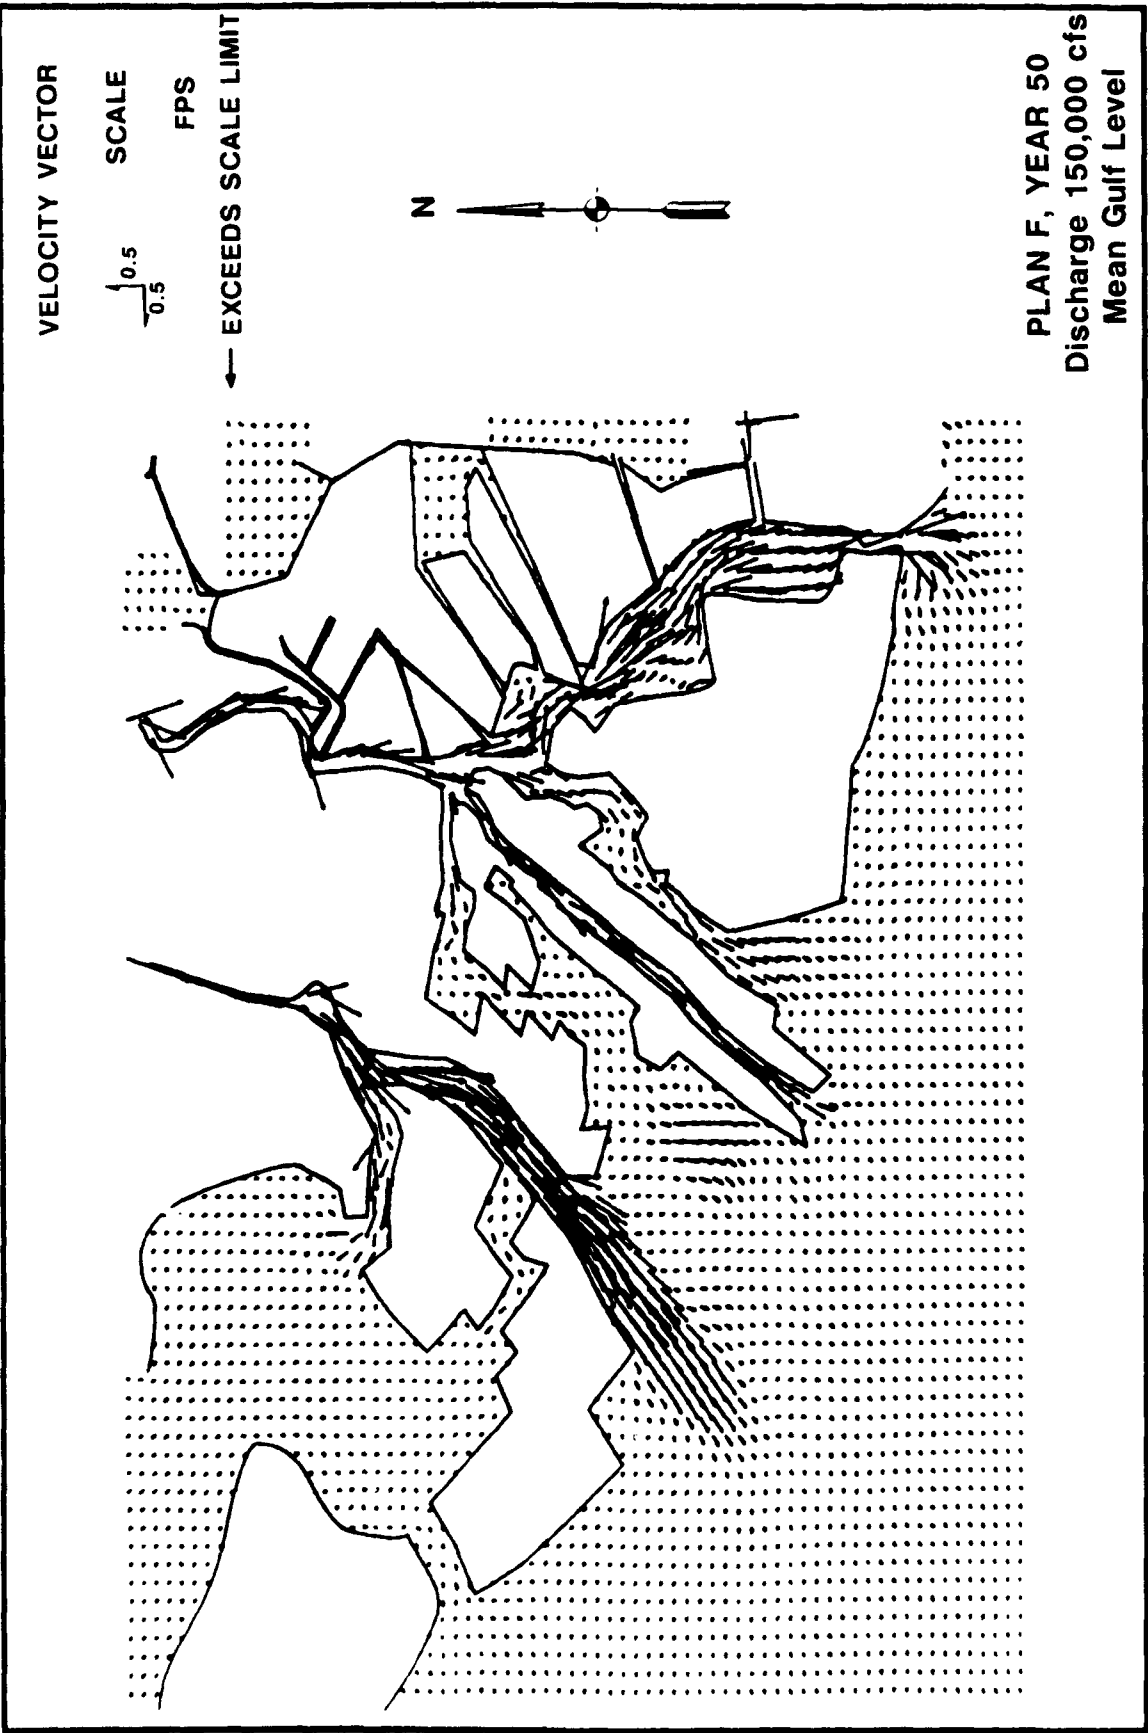 VELOCITY VECTOR
SCALE
0.5
0.5
FPS
← EXCEEDS SCALE LIMIT
N
PLAN F, YEAR 50
Discharge 150,000 cfs
Mean Gulf Level